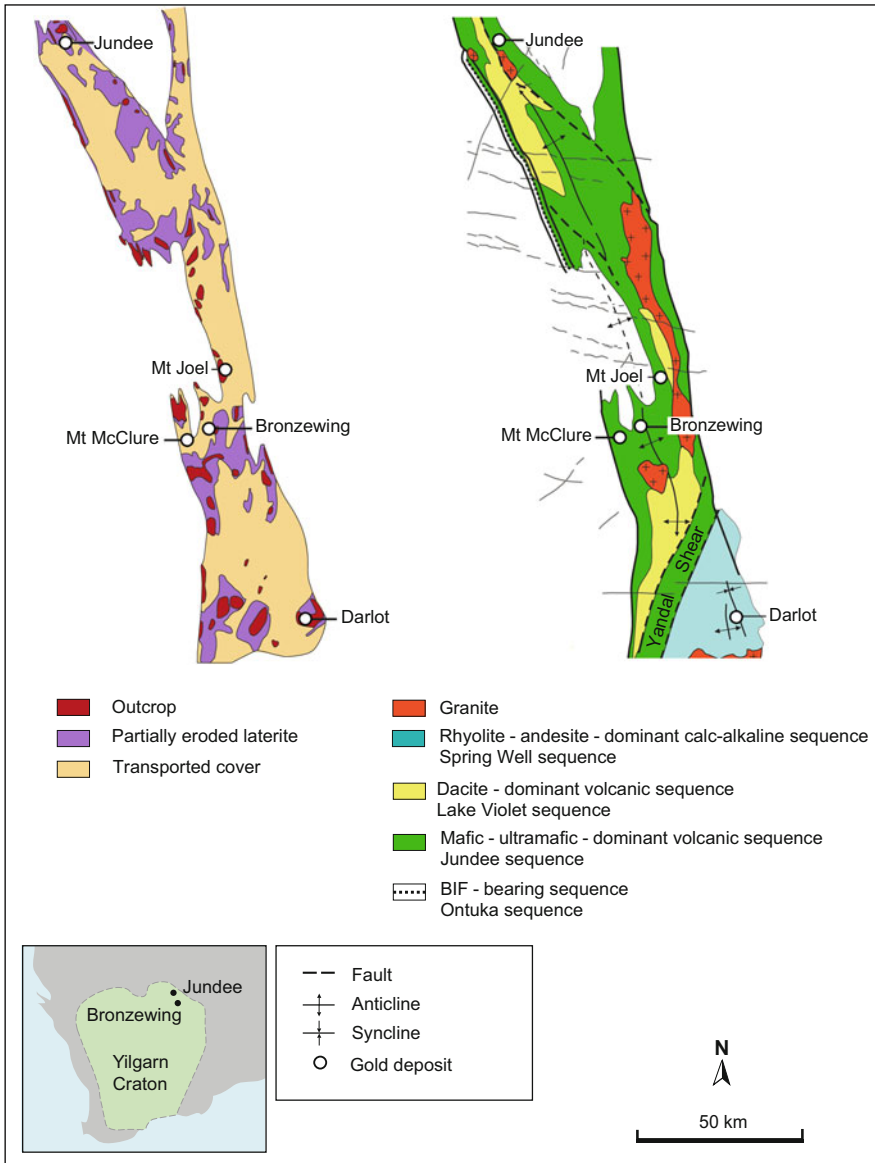 Jundee
Mt Joel
Bronzewing
Mt McClure
Darlot
Jundee
Mt Joel
Bronzewing
Mt McClure
Yandal Shear
Darlot
Outcrop
Partially eroded laterite
Transported cover
Granite
Rhyolite - andesite - dominant calc-alkaline sequence
Spring Well sequence
Dacite - dominant volcanic sequence
Lake Violet sequence
Mafic - ultramafic - dominant volcanic sequence
Jundee sequence
BIF - bearing sequence
Ontuka sequence
Jundee
Bronzewing
Yilgarn
Craton
Fault
Anticline
Syncline
Gold deposit
N
50 km